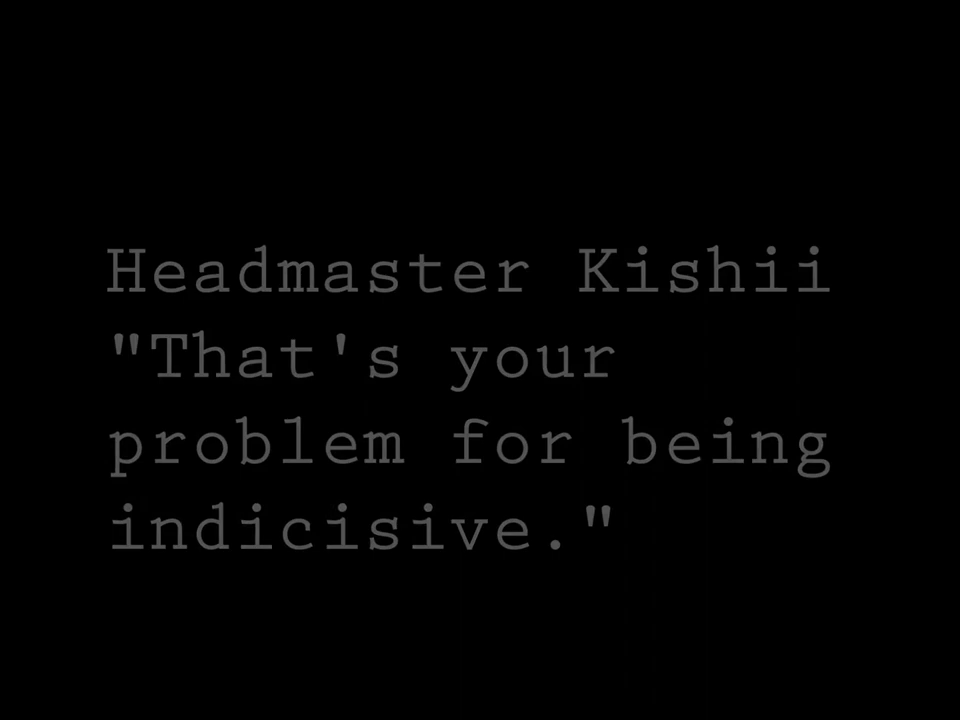 Headmaster Kishii
"That's your
problem for being
indicisive."